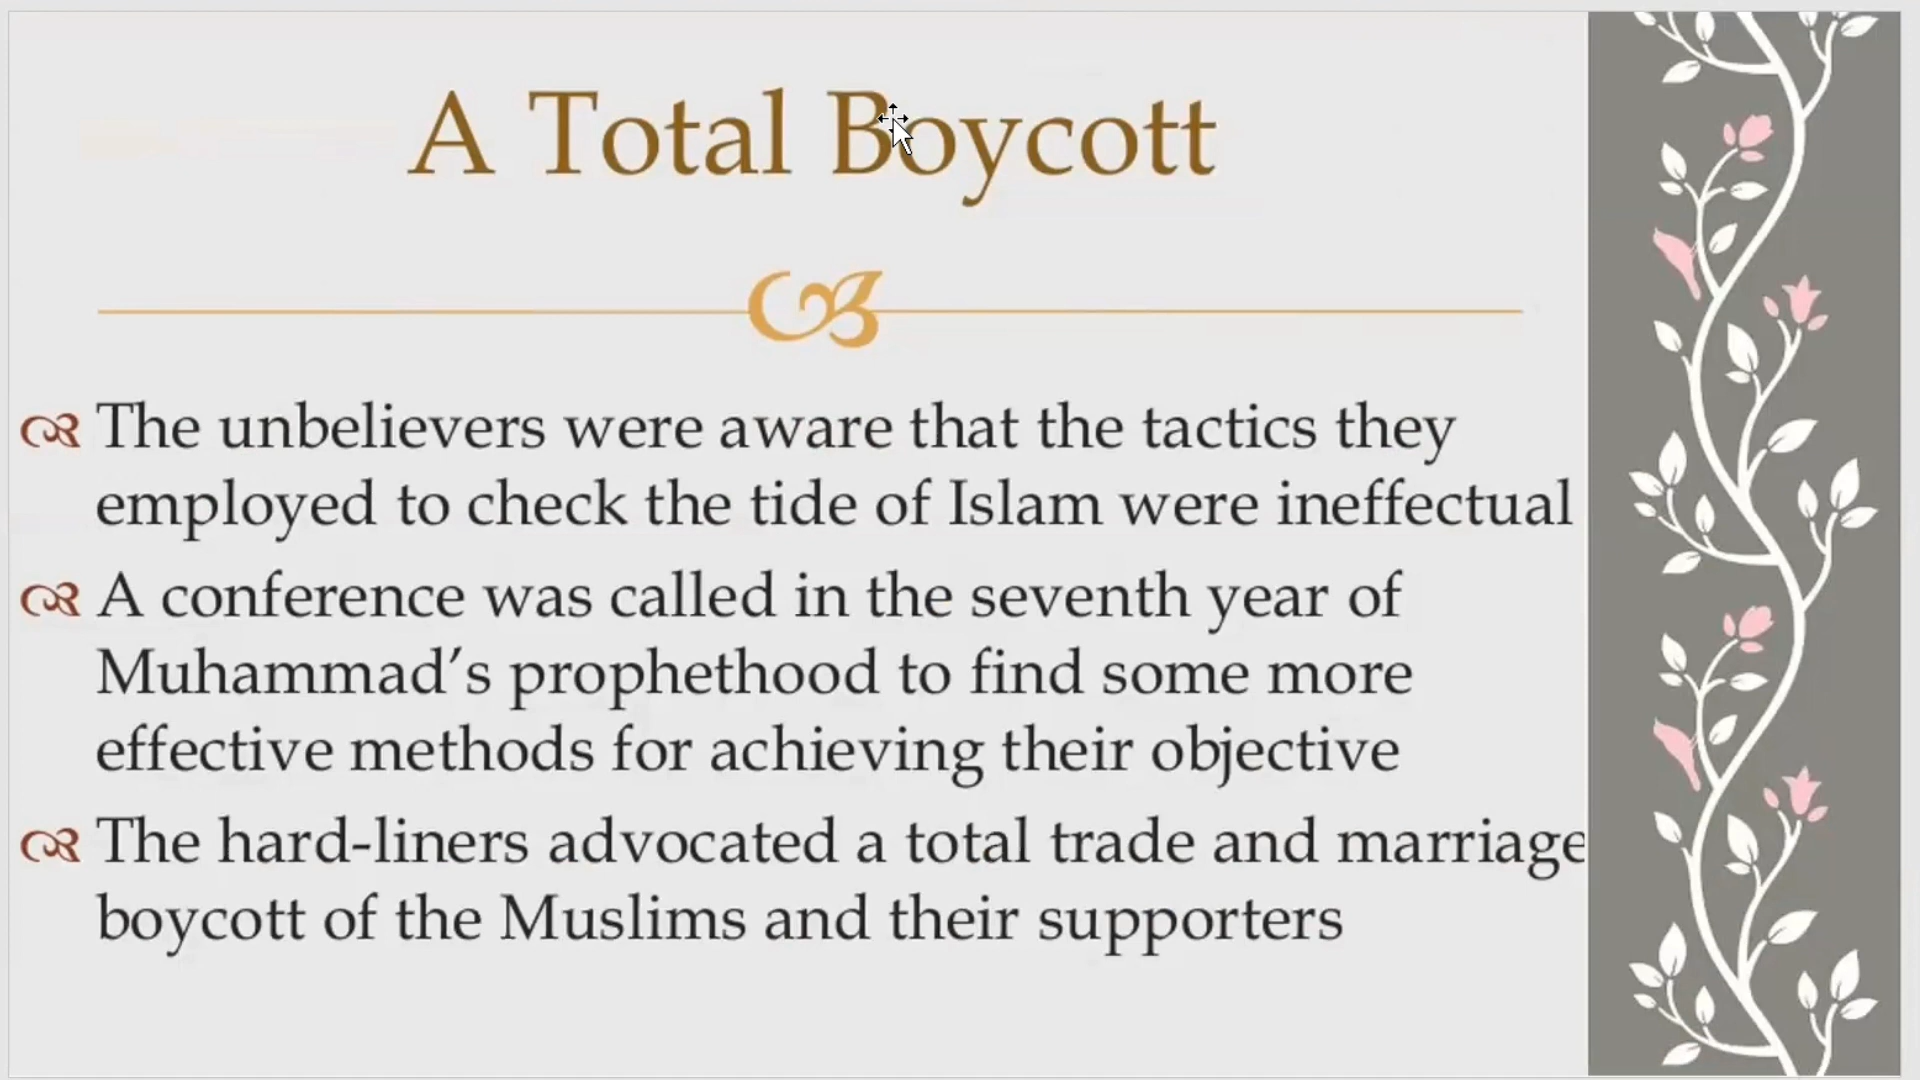 A Total Boycott
The unbelievers were aware that the tactics they
employed to check the tide of Islam were ineffectual
A conference was called in the seventh year of
Muhammad’s prophethood to find some more
effective methods for achieving their objective
The hard-liners advocated a total trade and marriage
boycott of the Muslims and their supporters